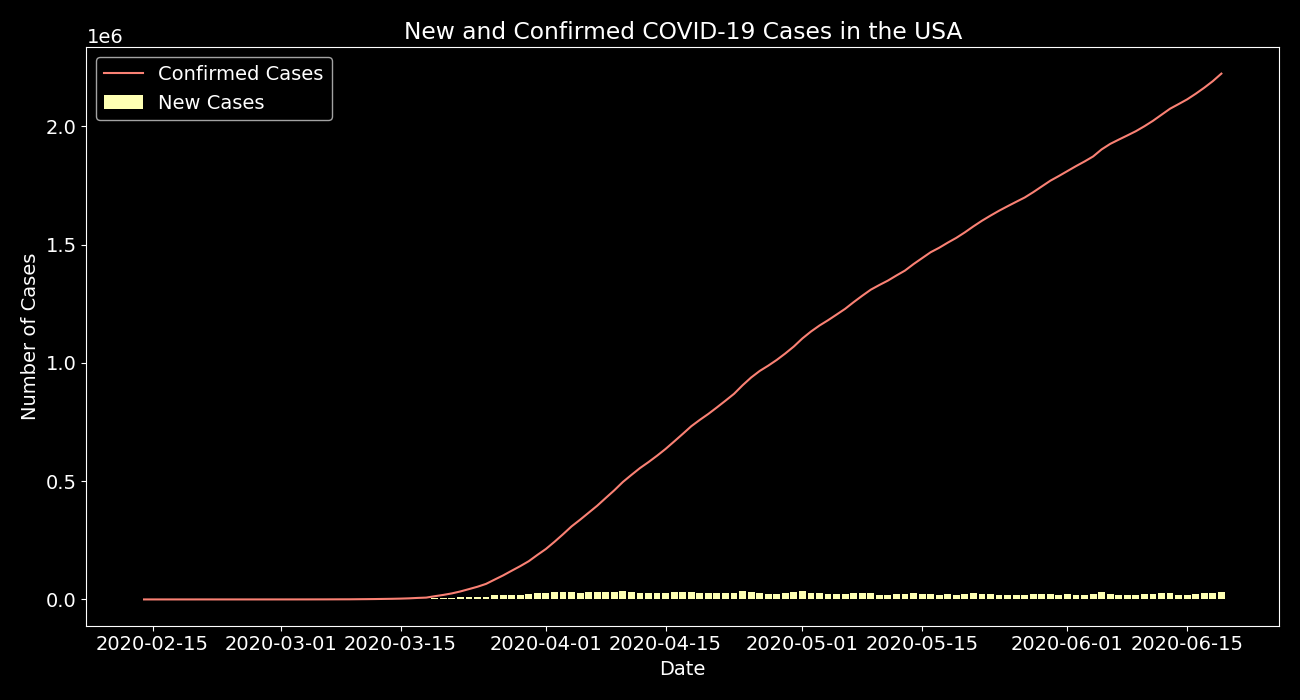 New and Confirmed COVID-19 Cases in the USA
1e6
Confirmed Cases
New Cases
2.0
1.5
1.0
0.5
0.0
Number of Cases
2020-02-15 2020-03-01 2020-03-15 2020-04-01 2020-04-15 2020-05-01 2020-05-15 2020-06-01 2020-06-15
Date